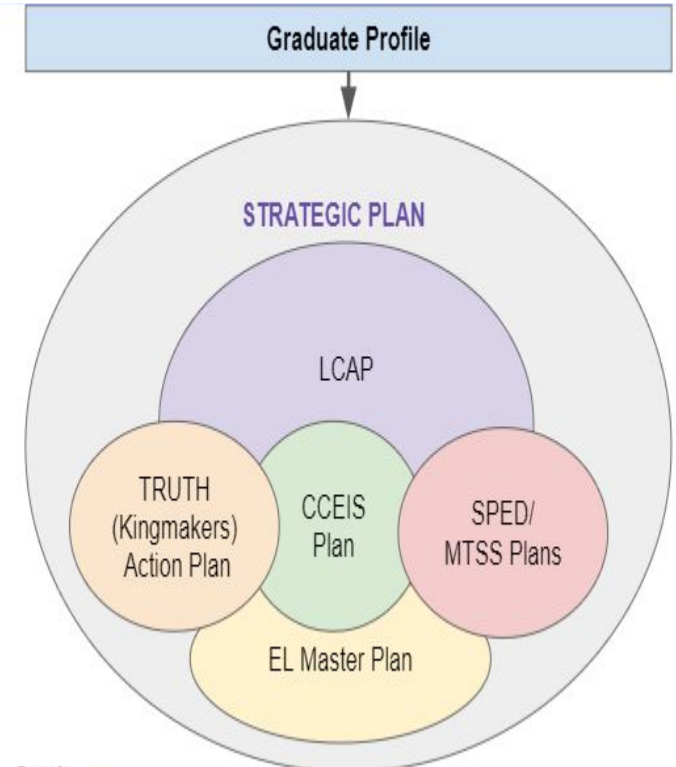 Graduate Profile
STRATEGIC PLAN
LCAP
TRUTH
(Kingmakers)
Action Plan
CCEIS
Plan
SPED/
MTSS Plans
EL Master Plan